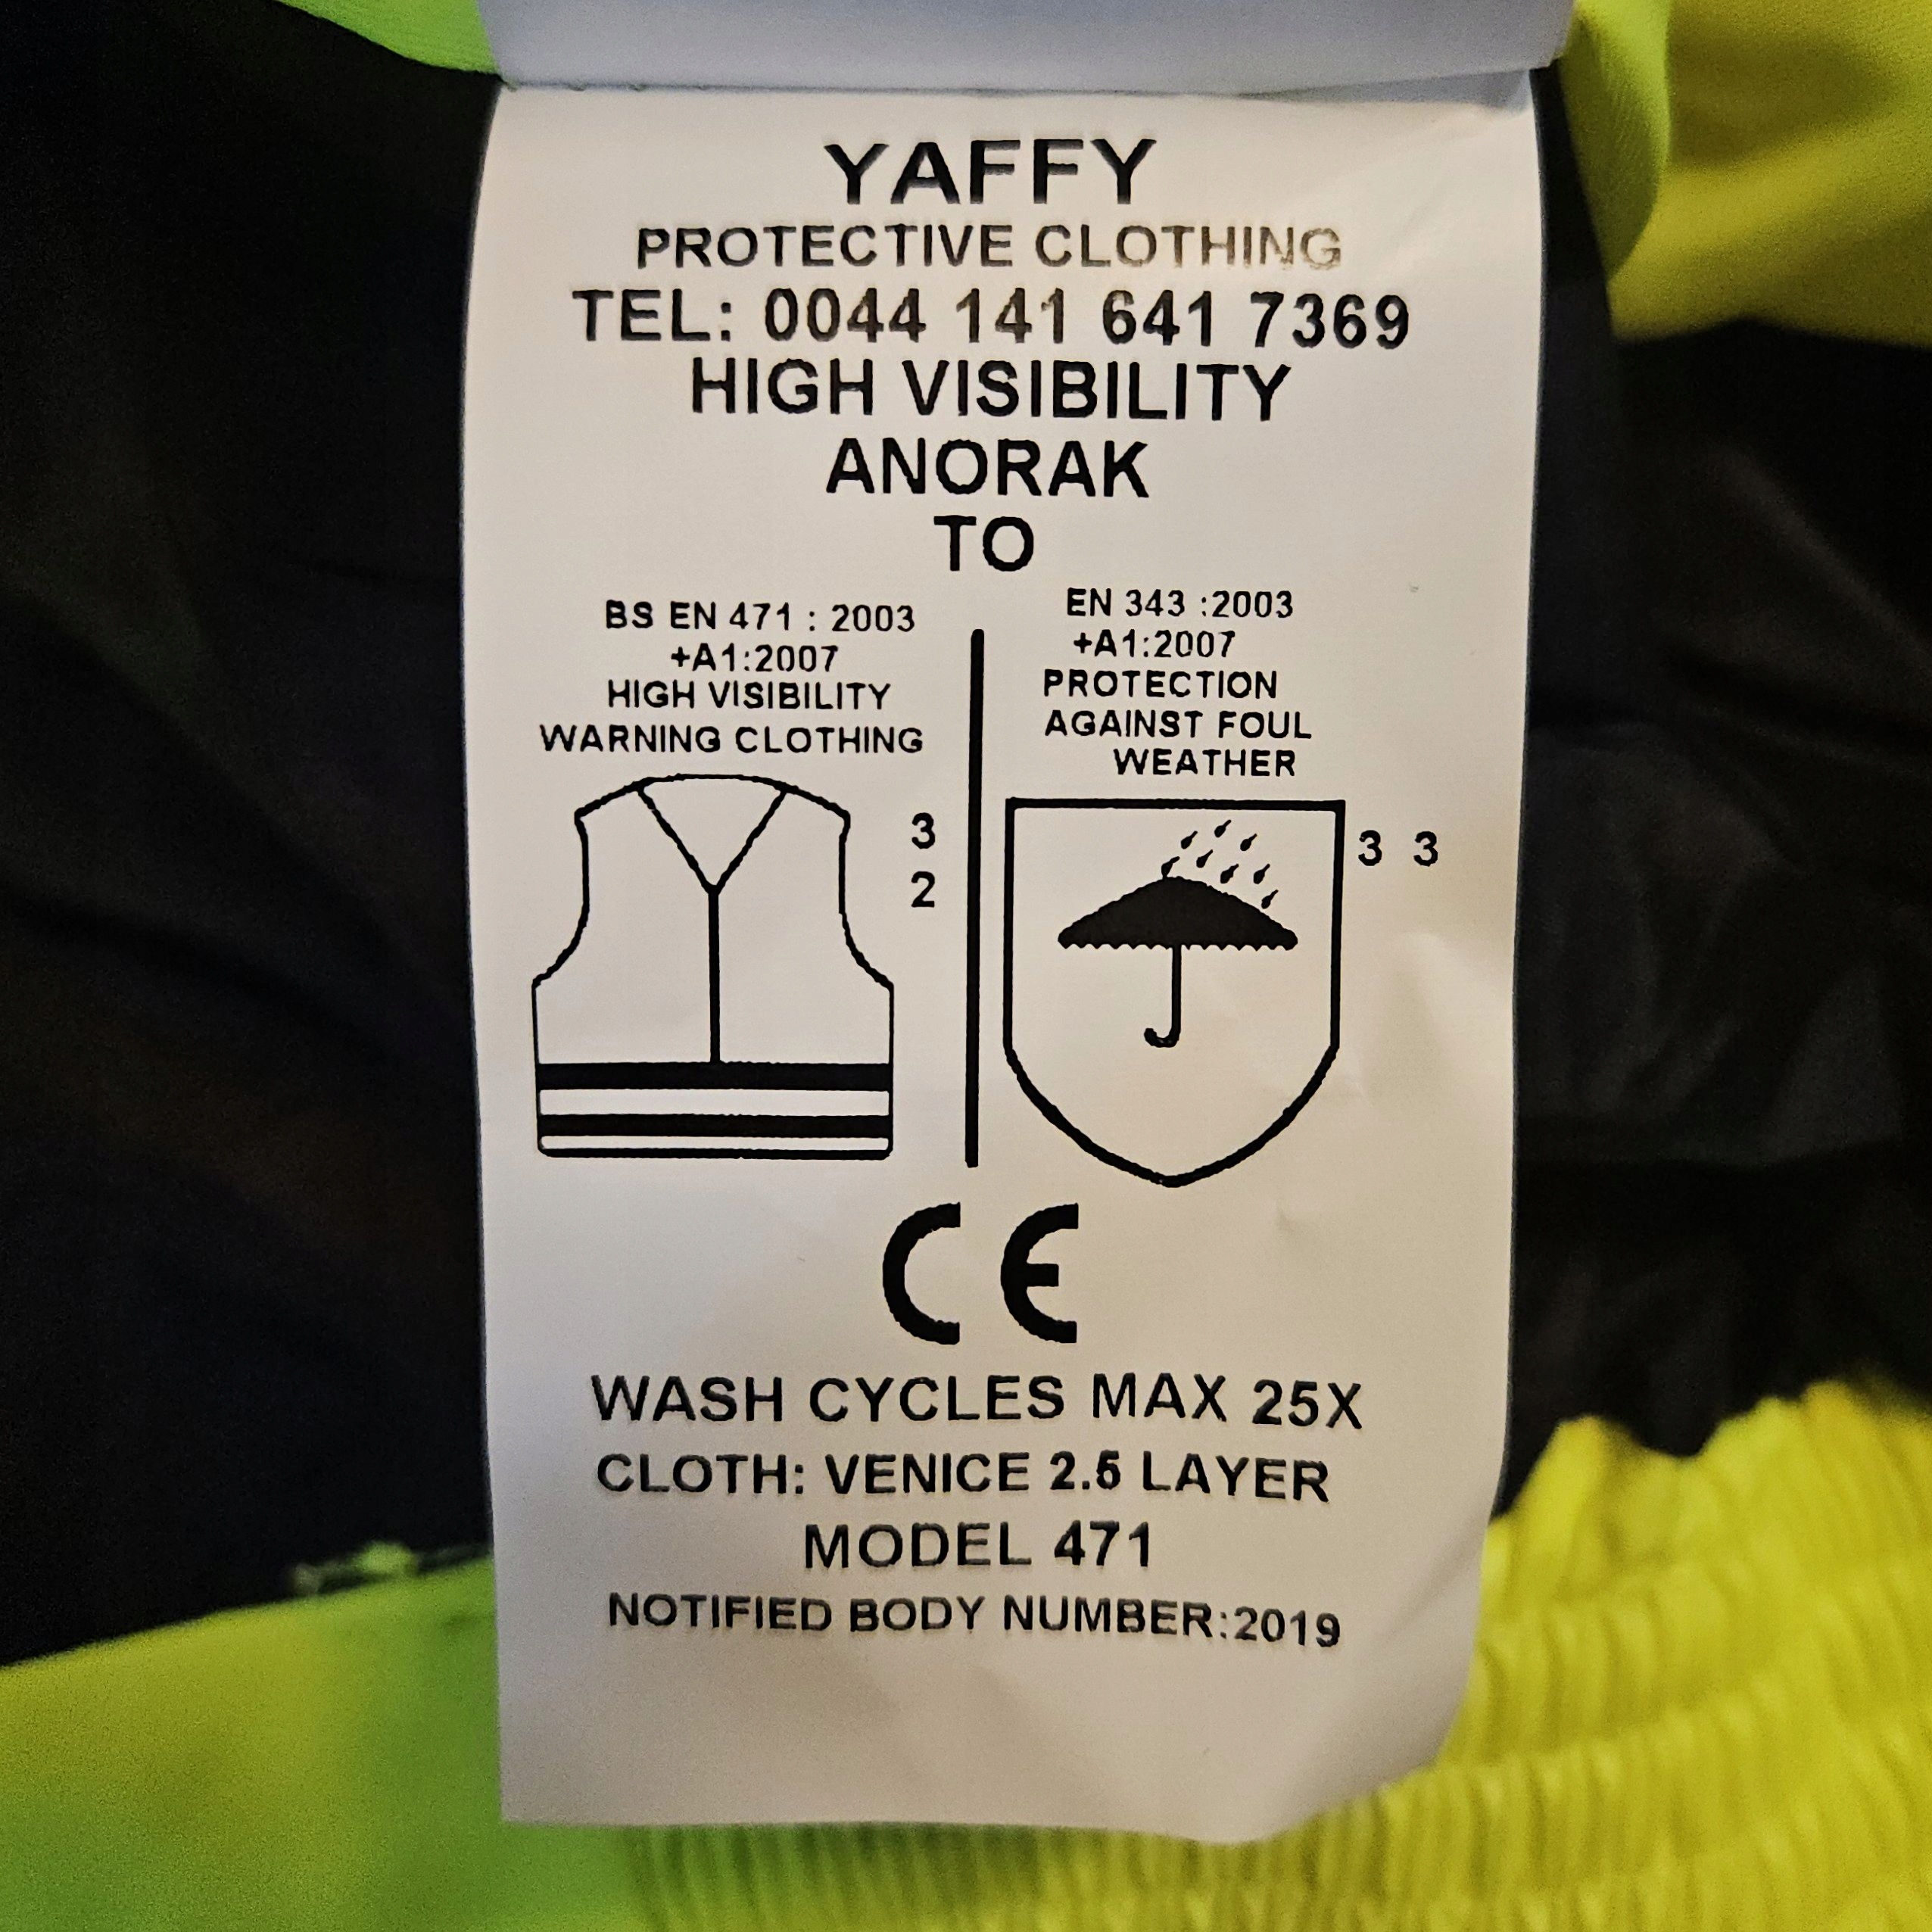 YAFFY
PROTECTIVE CLOTHING
TEL: 0044 141 641 7369
HIGH VISIBILITY
ANORAK
TO
BS EN 471 : 2003
+A1:2007
HIGH VISIBILITY
WARNING CLOTHING
3
2
EN 343 :2003
+A1:2007
PROTECTION
AGAINST FOUL
WEATHER
3 3
CE
WASH CYCLES MAX 25X
CLOTH: VENICE 2.5 LAYER
MODEL 471
NOTIFIED BODY NUMBER:2019